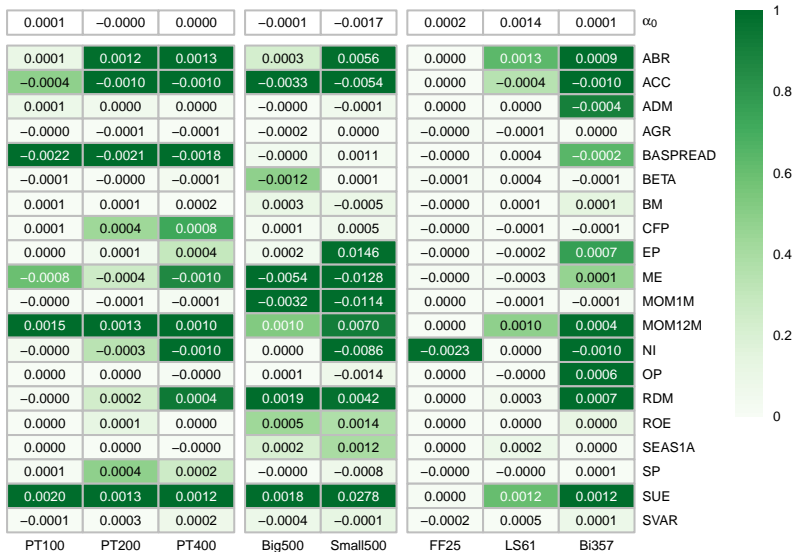 0.0001 −0.0000 0.0000 −0.0001 −0.0017 0.0002 0.0014 0.0001 α₀
0.0001 0.0012 0.0013 0.0003 0.0056 0.0000 0.0013 0.0009 ABR
−0.0004 −0.0010 −0.0010 −0.0033 −0.0054 0.0000 −0.0004 −0.0010 ACC
0.0001 0.0000 0.0000 −0.0000 −0.0001 0.0000 0.0000 −0.0004 ADM
−0.0000 −0.0001 −0.0001 −0.0002 0.0000 −0.0000 −0.0001 0.0000 AGR
−0.0022 −0.0021 −0.0018 −0.0000 0.0011 −0.0000 0.0004 −0.0002 BASPREAD
−0.0001 −0.0000 −0.0001 −0.0012 0.0001 −0.0001 0.0004 −0.0001 BETA
0.0001 0.0001 0.0002 0.0003 −0.0005 −0.0000 0.0001 0.0001 BM
0.0001 0.0004 0.0008 0.0001 0.0005 −0.0000 −0.0001 −0.0001 CFP
0.0000 0.0001 0.0004 0.0002 0.0146 −0.0000 −0.0002 0.0007 EP
−0.0008 −0.0004 −0.0010 −0.0054 −0.0128 −0.0000 −0.0003 0.0001 ME
−0.0000 −0.0001 −0.0001 −0.0032 −0.0114 0.0000 −0.0001 −0.0001 MOM1M
0.0015 0.0013 0.0010 0.0010 0.0070 0.0000 0.0010 0.0004 MOM12M
−0.0000 −0.0003 −0.0010 0.0000 −0.0086 −0.0023 0.0000 −0.0010 NI
0.0000 0.0000 −0.0000 0.0001 −0.0014 0.0000 −0.0000 0.0006 OP
−0.0000 0.0002 0.0004 0.0019 0.0042 0.0000 0.0003 0.0007 RDM
0.0000 0.0001 0.0000 0.0005 0.0014 0.0000 0.0000 0.0000 ROE
0.0000 0.0000 −0.0000 0.0002 0.0012 0.0000 0.0002 0.0000 SEAS1A
0.0001 0.0004 0.0002 −0.0000 −0.0008 −0.0000 −0.0000 0.0001 SP
0.0020 0.0013 0.0012 0.0018 0.0278 0.0000 0.0012 0.0012 SUE
−0.0001 0.0003 0.0002 −0.0004 −0.0001 −0.0002 0.0005 0.0001 SVAR
PT100 PT200 PT400 Big500 Small500 FF25 LS61 Bi357
1
0.8
0.6
0.4
0.2
0